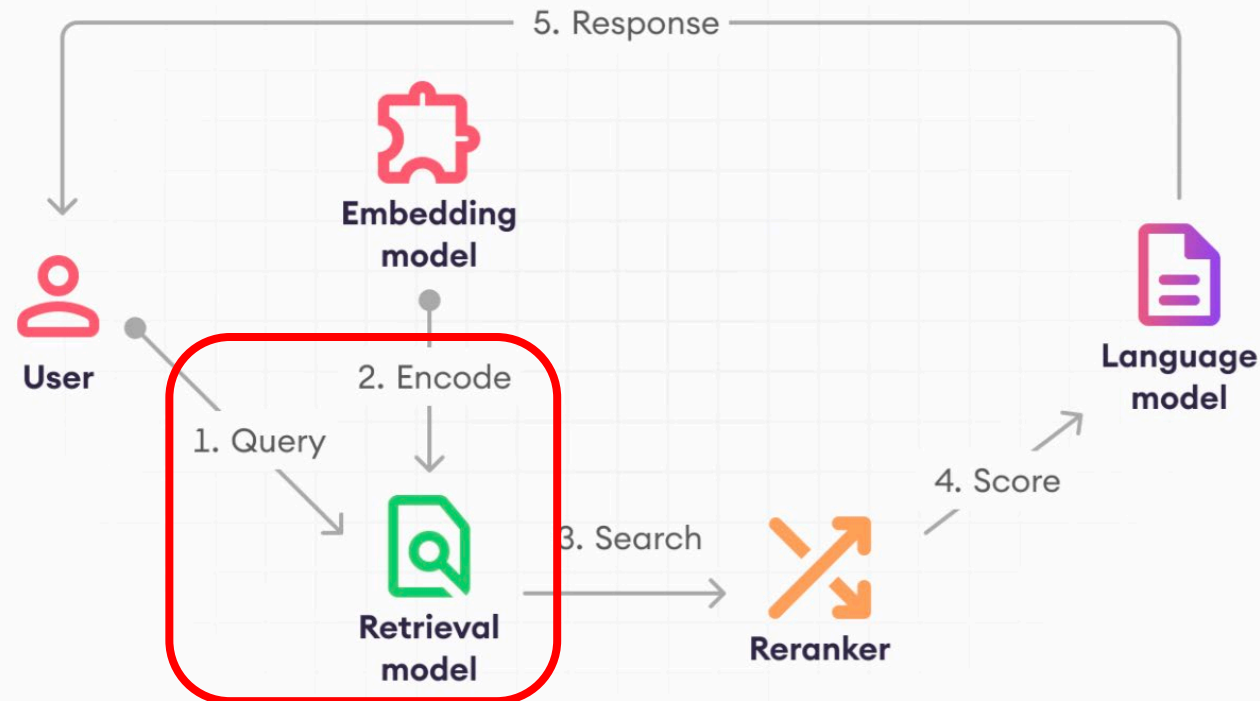 5. Response
Embedding
model
User
2. Encode
1. Query
Language
model
4. Score
3. Search
Retrieval
model
Reranker